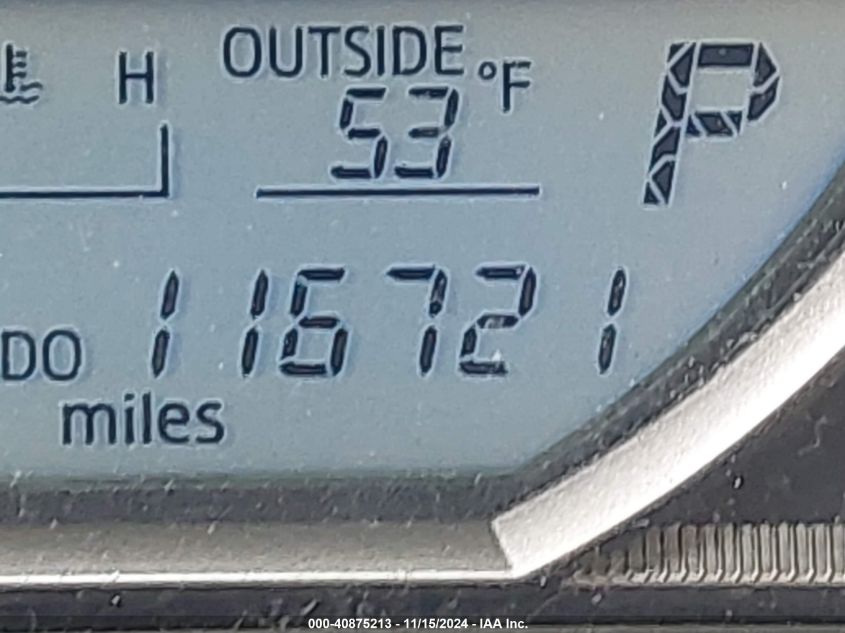 H OUTSIDE °F P
53
DO 116721
miles
000-40875213 - 11/15/2024 - IAA Inc.